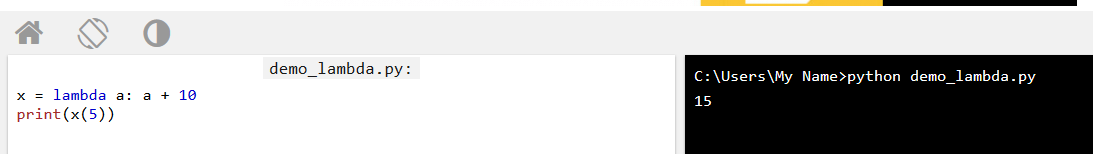 demo_lambda.py:
x = lambda a: a + 10
print(x(5))
C:\Users\My Name>python demo_lambda.py
15